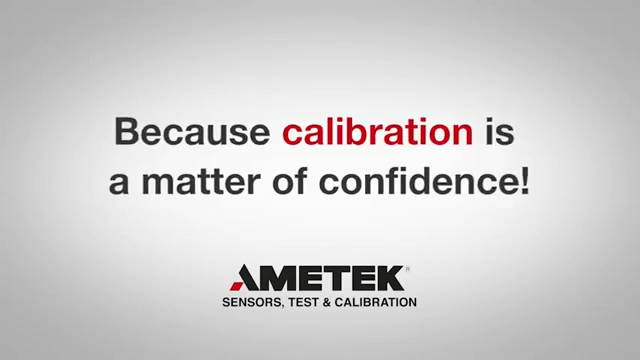 Because calibration is
a matter of confidence!
AMETEK®
SENSORS, TEST & CALIBRATION